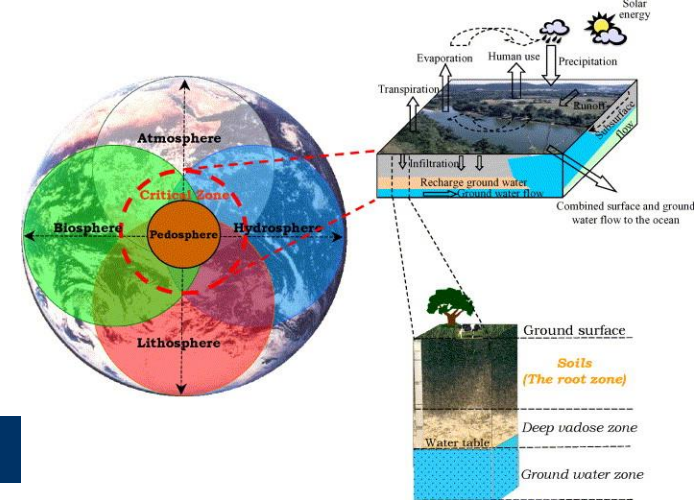 Atmosphere
Critical Zone
Biosphere
Pedosphere
Hydrosphere
Lithosphere
Solar
energy
Evaporation
Human use
Precipitation
Transpiration
Runoff
Subsurface
flow
Infiltration
Recharge ground water
Ground water flow
Combined surface and ground
water flow to the ocean
Ground surface
Soils
(The root zone)
Deep vadose zone
Water table
Ground water zone